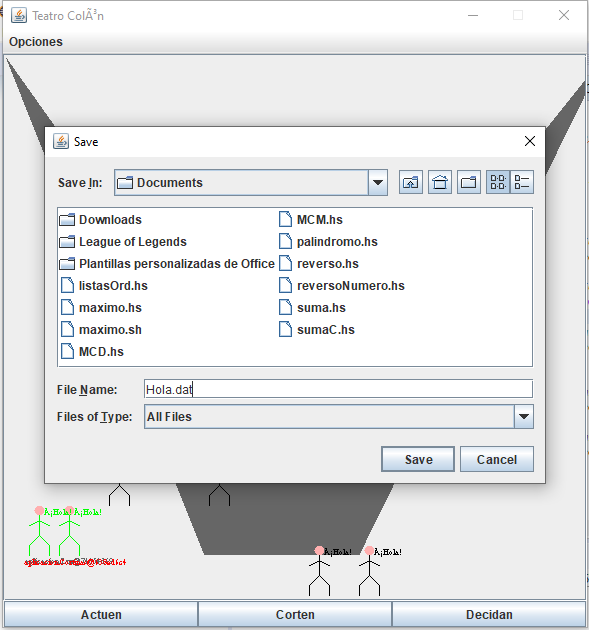 Teatro ColÃ³n
Opciones
Save
Save In: Documents
Downloads
League of Legends
Plantillas personalizadas de Office
listasOrd.hs
maximo.hs
maximo.sh
MCD.hs
MCM.hs
palindromo.hs
reverso.hs
reversoNumero.hs
suma.hs
sumaC.hs
File Name: Hola.dat
Files of Type: All Files
Save Cancel
Â¡Hola! Â¡Hola!
Â¡Hola! Â¡Hola!
Actuen Corten Decidan